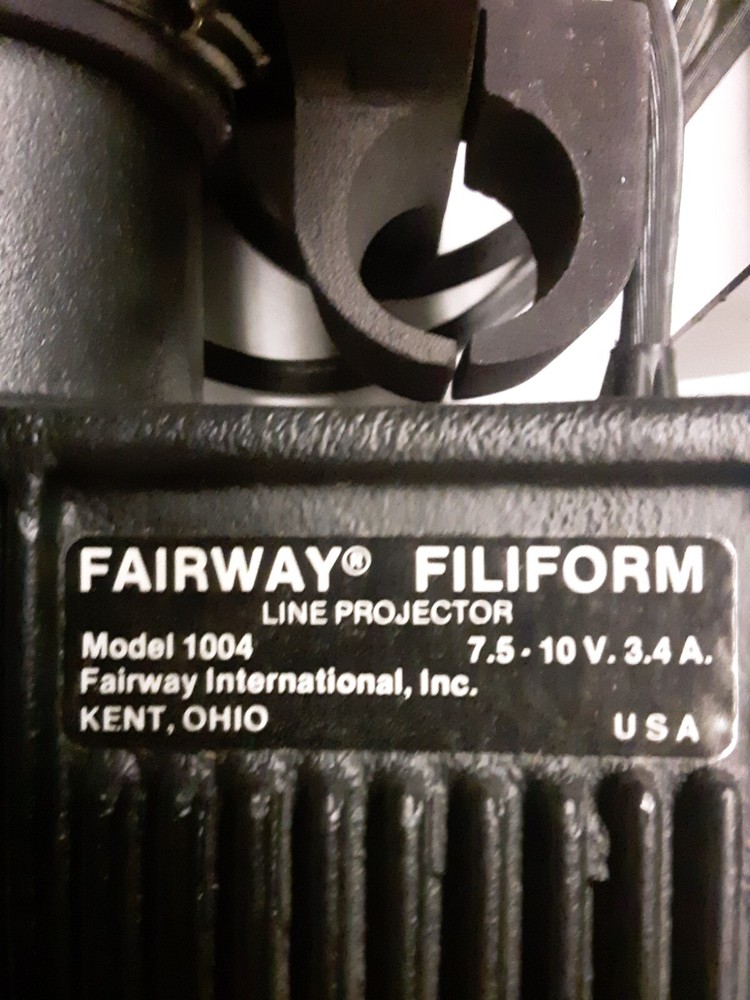 FAIRWAY® FILIFORM
LINE PROJECTOR
Model 1004 7.5-10 V. 3.4 A.
Fairway International, Inc.
KENT, OHIO USA